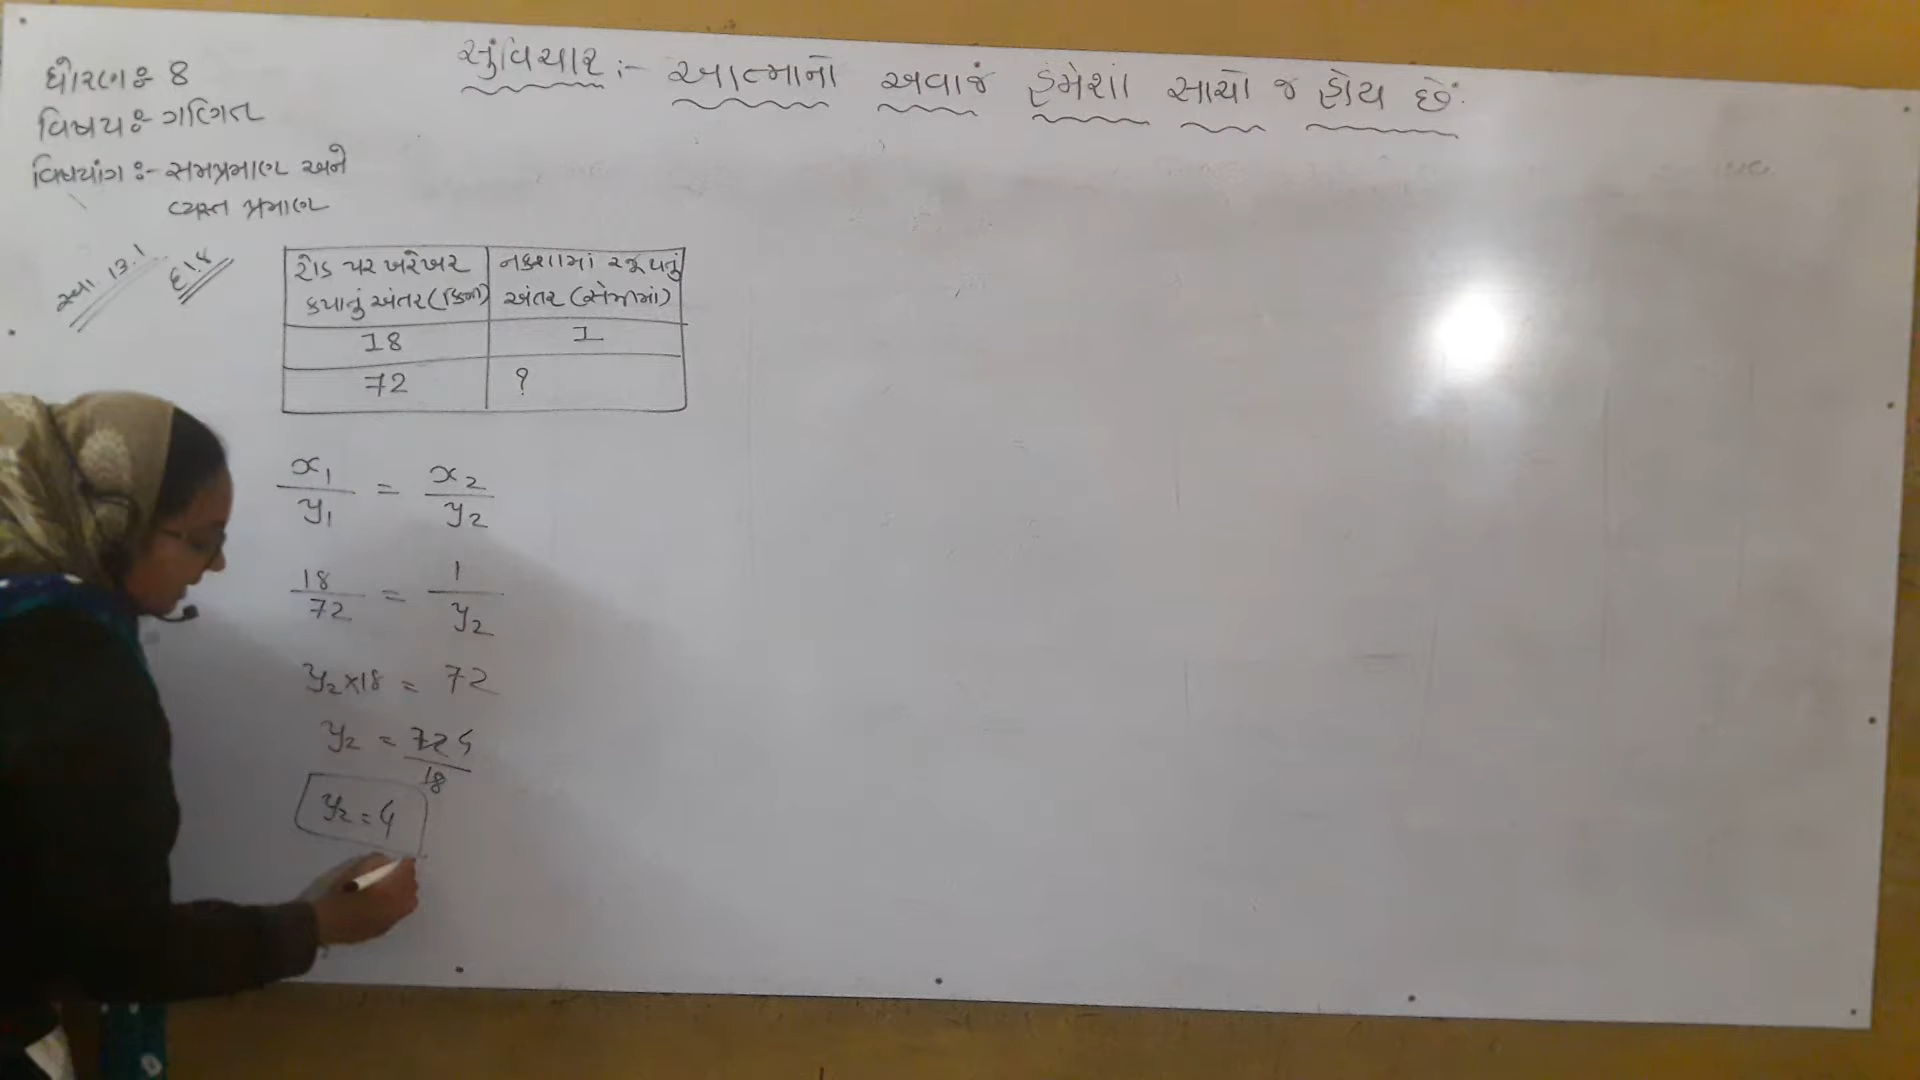 ધોરણઃ- 8
સુવિચાર :- આત્માનો અવાજ હંમેશાં સાચો જ હોય છે.
વિષયઃ- ગણિત
વિષયાંગ :- સમપ્રમાણ અને
વ્યસ્ત પ્રમાણ
સ્વા. 13.1
દા.8
રોડ પર ખરેખર નકશામાં રજૂ થતું
કપાતું અંતર (કિમી) અંતર (સેમીમાં)
18 1
72 ?
x₁/y₁ = x₂/y₂
18/72 = 1/y₂
y₂×18 = 72
y₂ = 72 4/18
y₂ = 4